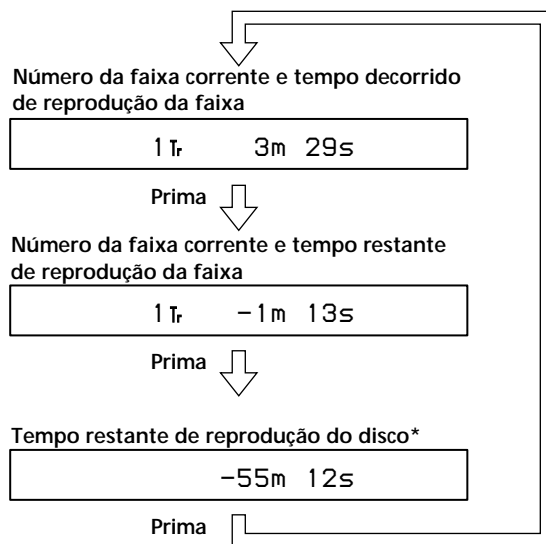 Número da faixa corrente e tempo decorrido
de reprodução da faixa
1 Tr 3m 29s
Prima
Número da faixa corrente e tempo restante
de reprodução da faixa
1 Tr -1m 13s
Prima
Tempo restante de reprodução do disco*
-55m 12s
Prima